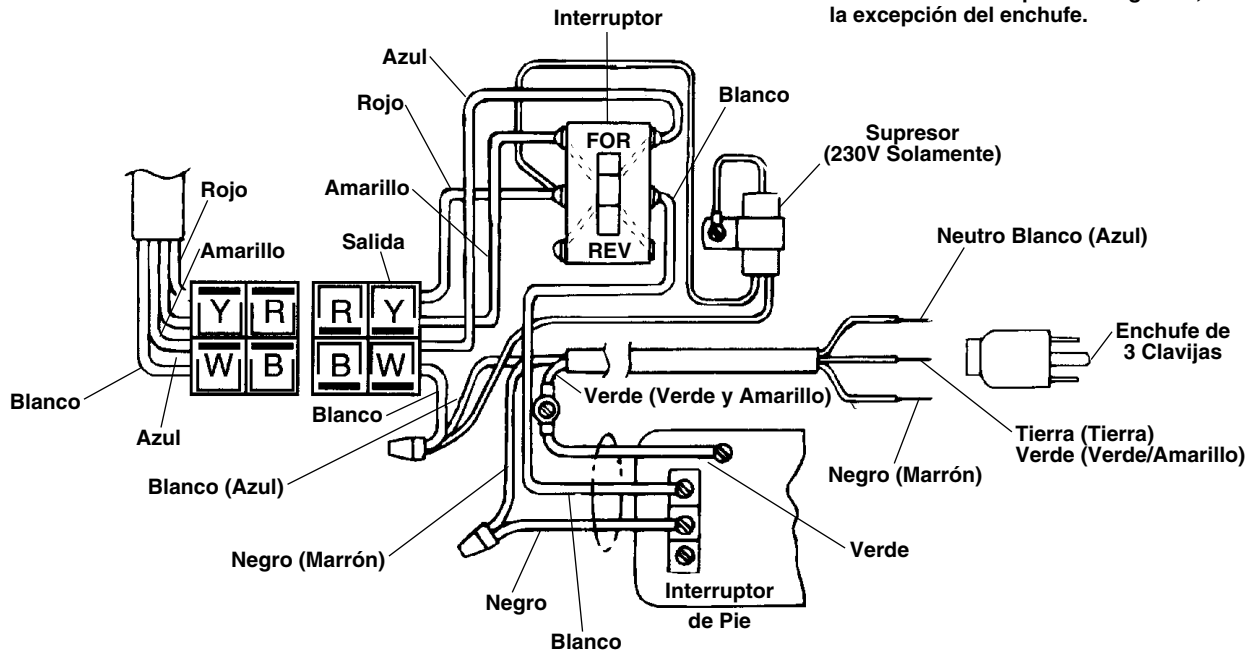 la excepción del enchufe.
Interruptor
Azul
Rojo
Blanco
FOR
REV
Supresor
(230V Solamente)
Rojo
Amarillo
Amarillo
Salida
Neutro Blanco (Azul)
Y R
W B
R Y
B W
Enchufe de
3 Clavijas
Blanco
Azul
Blanco
Verde (Verde y Amarillo)
Tierra (Tierra)
Verde (Verde/Amarillo)
Negro (Marrón)
Blanco (Azul)
Negro (Marrón)
Verde
Negro
Interruptor
de Pie
Blanco